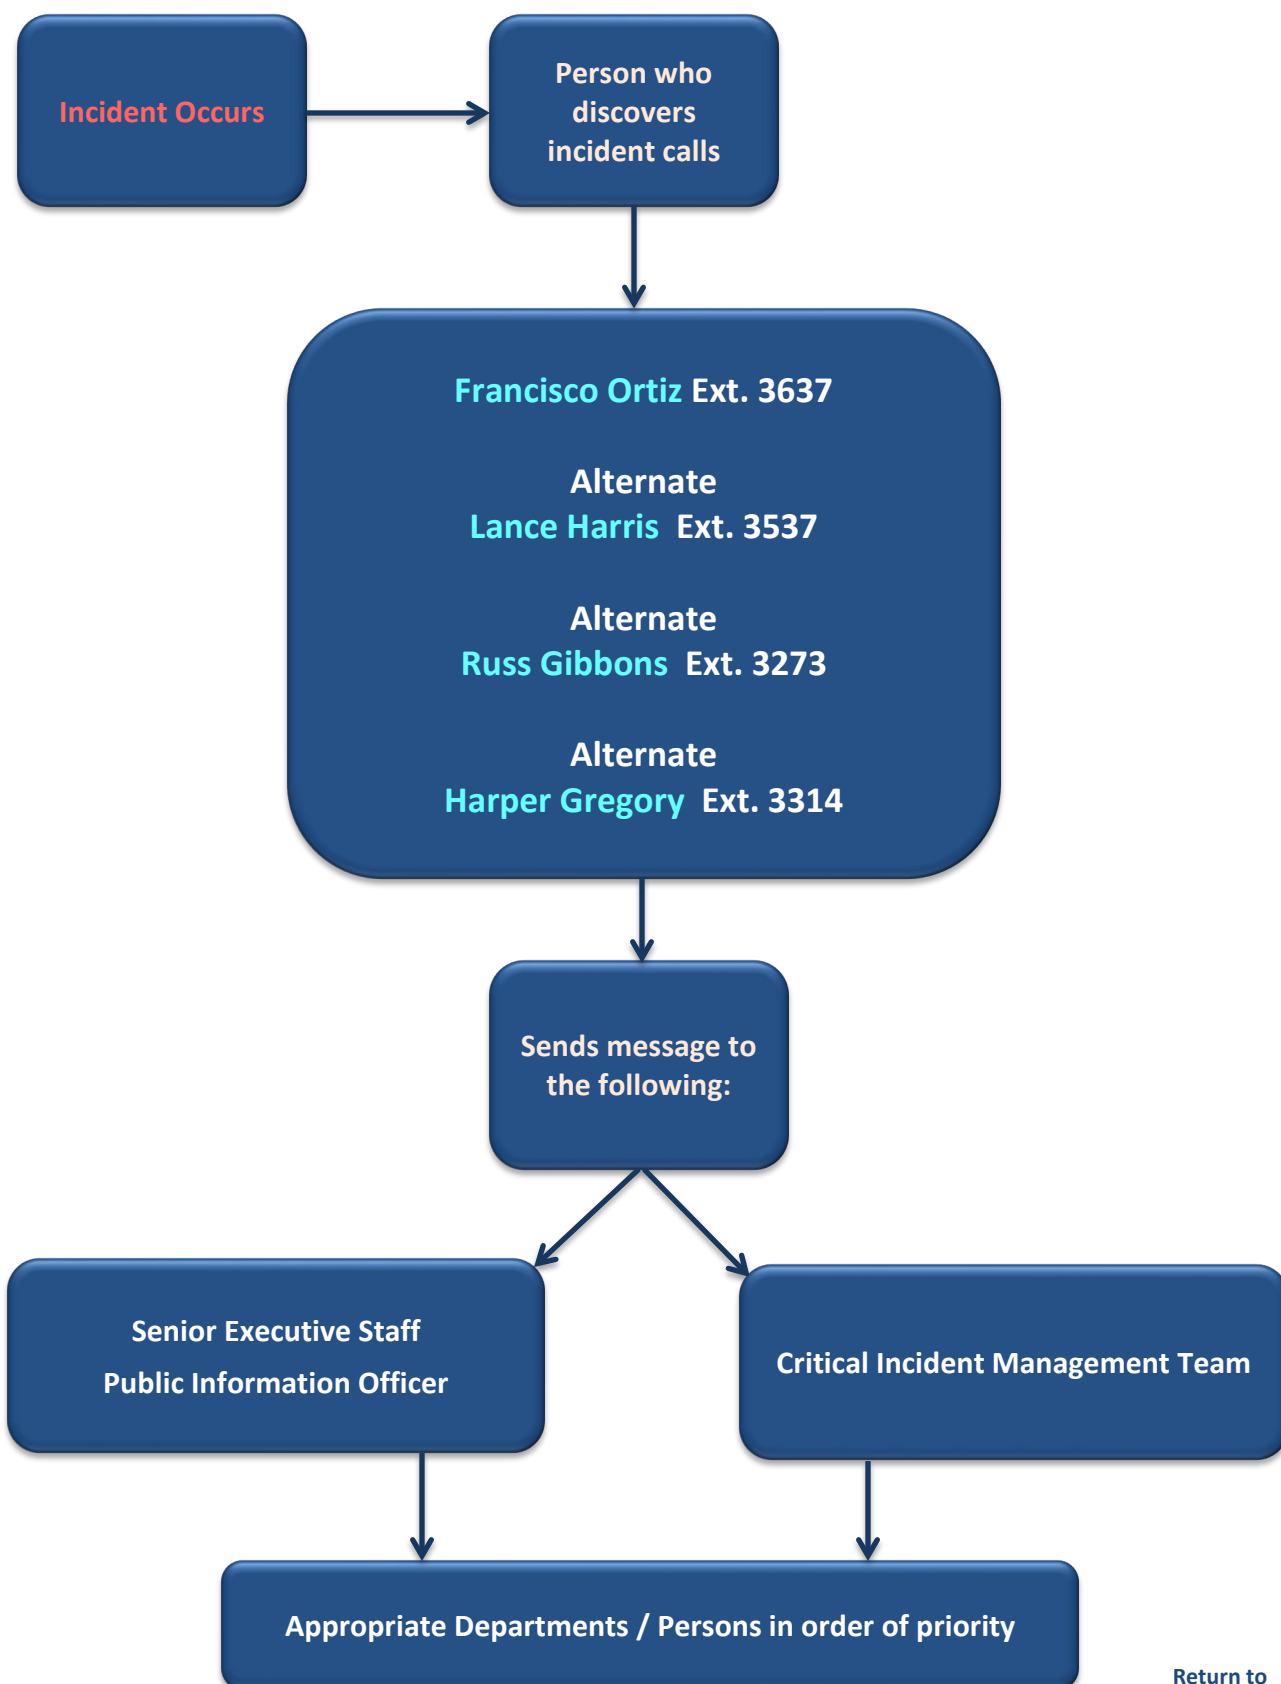 Incident Occurs
Person who
discovers
incident calls
Francisco Ortiz Ext. 3637
Alternate
Lance Harris  Ext. 3537
Alternate
Russ Gibbons  Ext. 3273
Alternate
Harper Gregory  Ext. 3314
Sends message to
the following:
Senior Executive Staff
Public Information Officer
Critical Incident Management Team
Appropriate Departments / Persons in order of priority
Return to